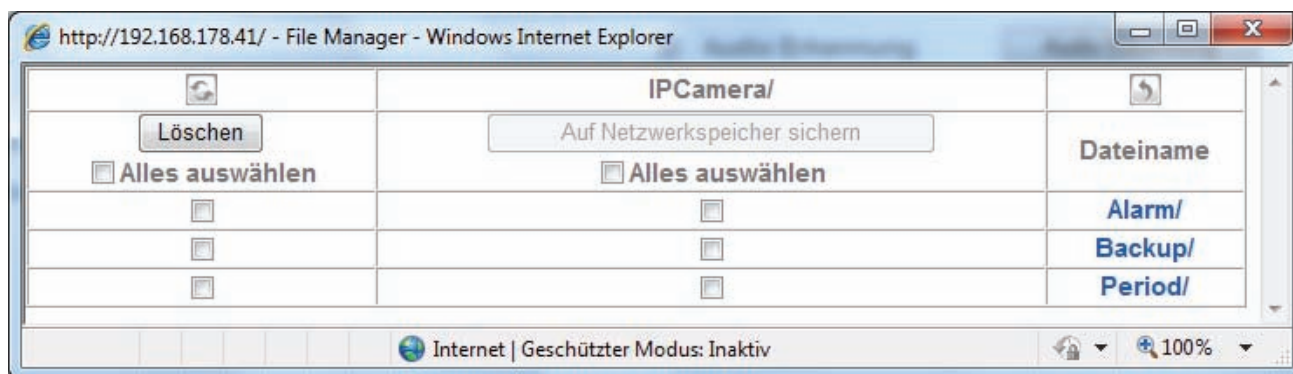 http://192.168.178.41/ - File Manager - Windows Internet Explorer
IPCamera/
Löschen
Auf Netzwerkspeicher sichern
Dateiname
Alles auswählen
Alles auswählen
Alarm/
Backup/
Period/
Internet | Geschützter Modus: Inaktiv
100%